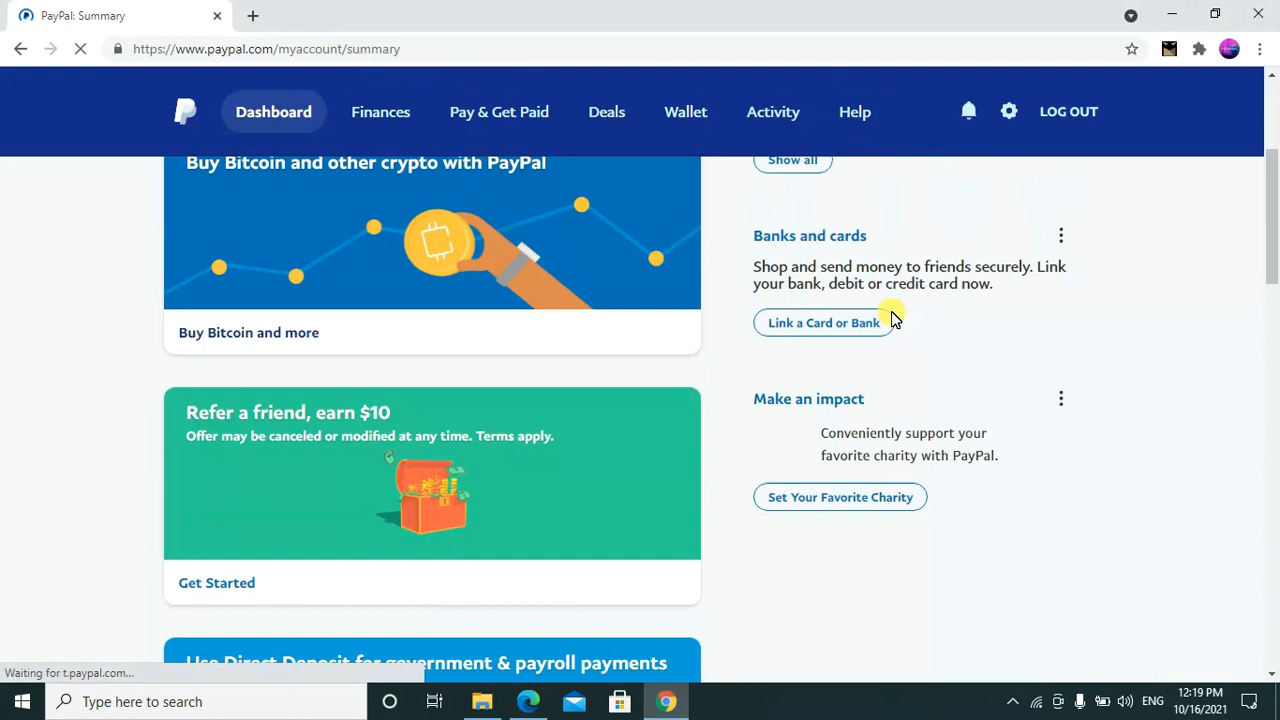 PayPal: Summary
https://www.paypal.com/myaccount/summary
Dashboard
Finances
Pay & Get Paid
Deals
Wallet
Activity
Help
LOG OUT
Buy Bitcoin and other crypto with PayPal
Buy Bitcoin and more
Refer a friend, earn $10
Offer may be canceled or modified at any time. Terms apply.
Get Started
Use Direct Deposit for government & payroll payments
Show all
Banks and cards
Shop and send money to friends securely. Link
your bank, debit or credit card now.
Link a Card or Bank
Make an impact
Conveniently support your
favorite charity with PayPal.
Set Your Favorite Charity
Waiting for t.paypal.com...
Type here to search
ENG
12:19 PM
10/16/2021